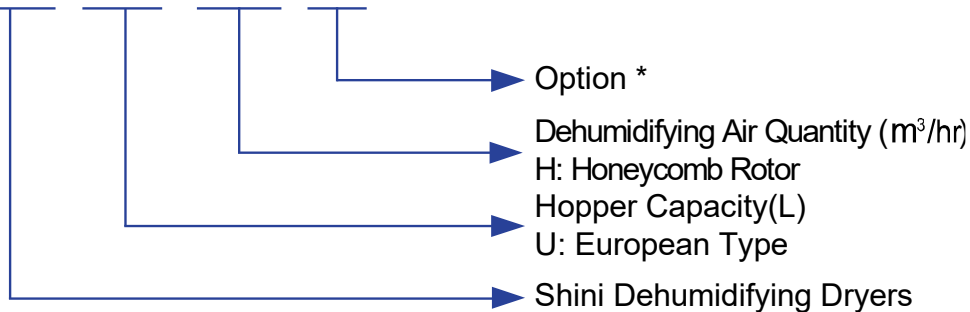 Option *
Dehumidifying Air Quantity (m³/hr)
H: Honeycomb Rotor
Hopper Capacity(L)
U: European Type
Shini Dehumidifying Dryers